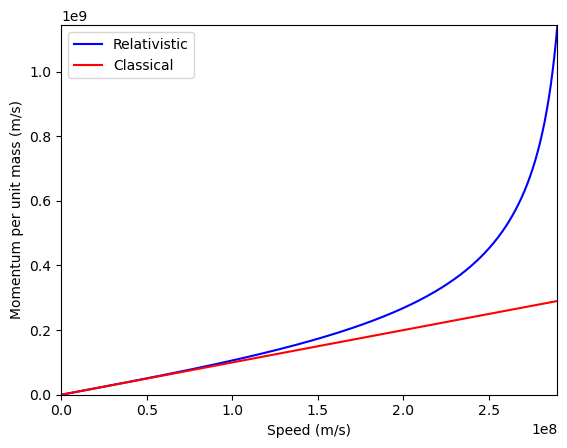 1e9
Relativistic
Classical
1.0
0.8
0.6
0.4
0.2
0.0
Momentum per unit mass (m/s)
0.0 0.5 1.0 1.5 2.0 2.5
Speed (m/s)
1e8